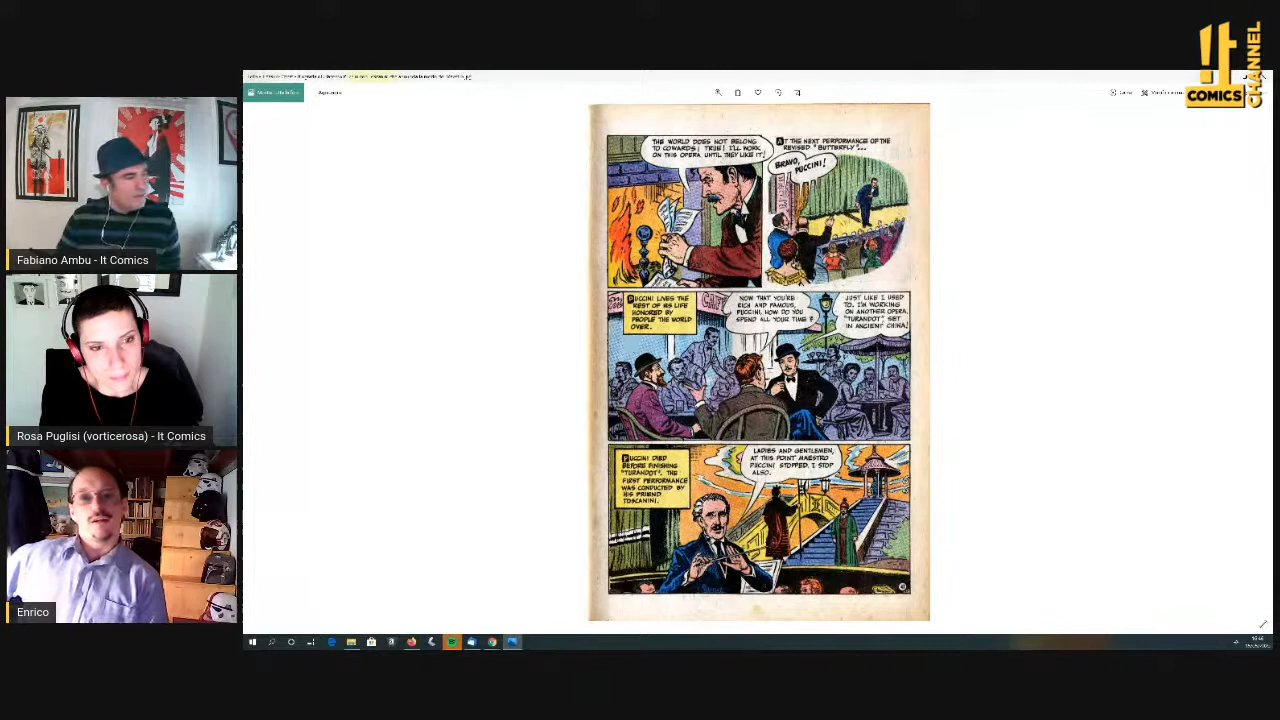 !t
COMICS
CHANNEL
Fabiano Ambu - It Comics
Rosa Puglisi (vorticerosa) - It Comics
Enrico
THE WORLD DOES NOT BELONG
TO COWARDS! TRUE! I'LL WORK
ON THIS OPERA UNTIL THEY LIKE IT!
AT THE NEXT PERFORMANCE OF THE
REVISED "BUTTERFLY"...
BRAVO,
PUCCINI!
PUCCINI LIVES THE
REST OF HIS LIFE
HONORED BY
PEOPLE THE WORLD
OVER.
NOW THAT YOU'RE
RICH AND FAMOUS,
PUCCINI, HOW DO YOU
SPEND ALL YOUR TIME?
JUST LIKE I USED
TO. I'M WORKING
ON ANOTHER OPERA,
"TURANDOT", SET
IN ANCIENT CHINA!
PUCCINI DIED
BEFORE FINISHING
"TURANDOT". THE
FIRST PERFORMANCE
WAS CONDUCTED BY
HIS FRIEND
TOSCANINI.
LADIES AND GENTLEMEN,
AT THIS POINT MAESTRO
PUCCINI STOPPED. I STOP
ALSO.